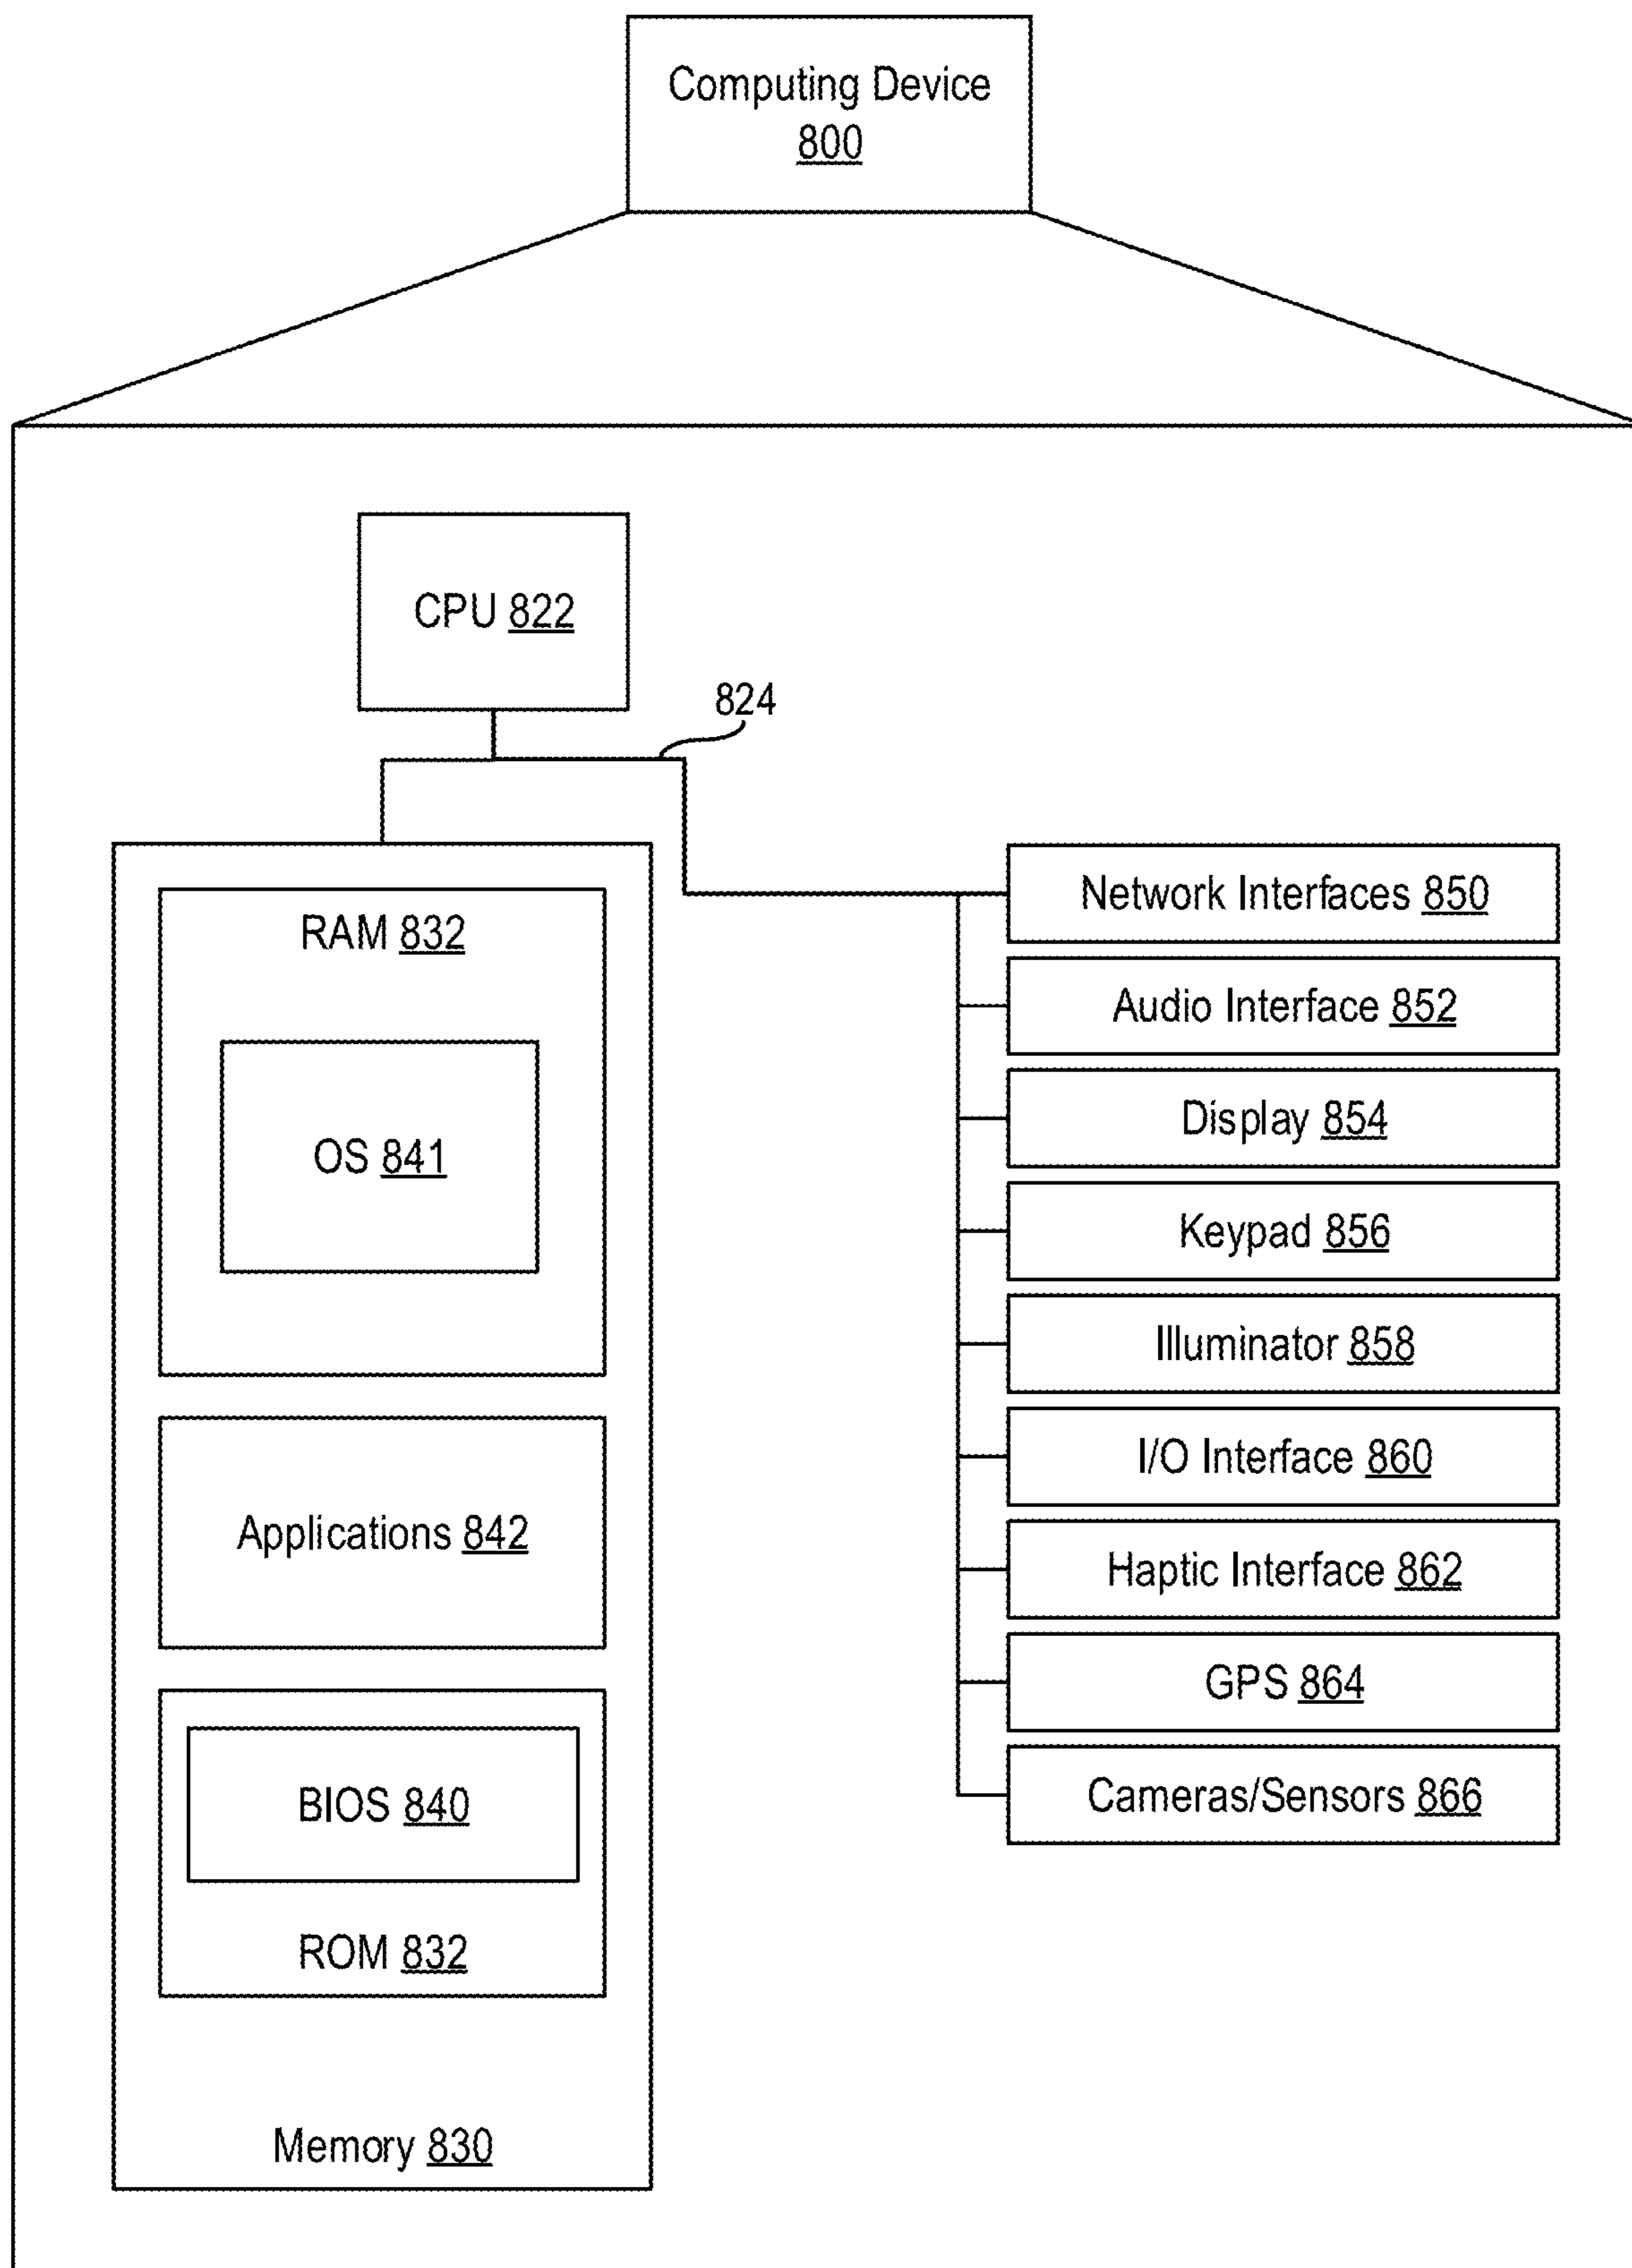 Computing Device
800
CPU 822
824
RAM 832
OS 841
Applications 842
BIOS 840
ROM 832
Memory 830
Network Interfaces 850
Audio Interface 852
Display 854
Keypad 856
Illuminator 858
I/O Interface 860
Haptic Interface 862
GPS 864
Cameras/Sensors 866